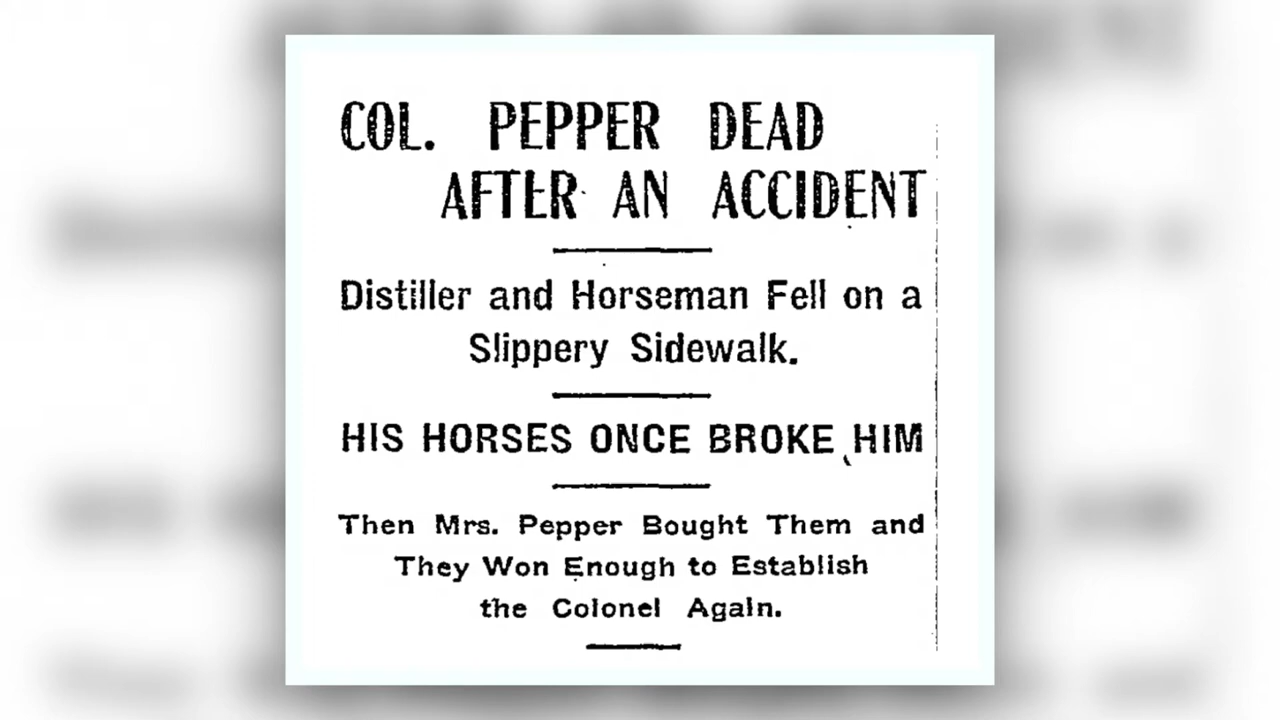 COL. PEPPER DEAD
AFTER AN ACCIDENT
Distiller and Horseman Fell on a
Slippery Sidewalk.
HIS HORSES ONCE BROKE HIM
Then Mrs. Pepper Bought Them and
They Won Enough to Establish
the Colonel Again.